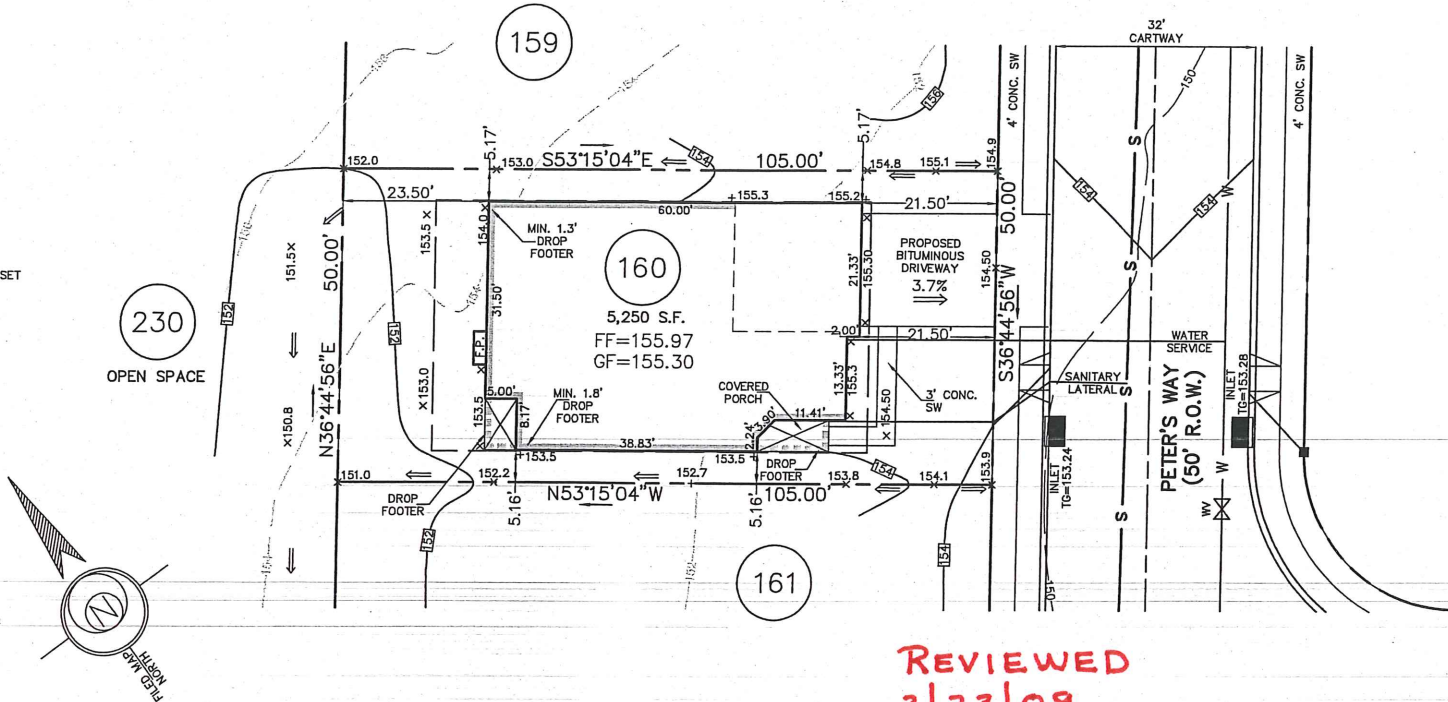 159
32'
CARTWAY
4' CONC. SW
4' CONC. SW
156
154
156
150
152.0
5.17'
153.0
S53°15'04"E
154
105.00'
5.17'
154.8
155.1
154.9
23.50'
60.00'
155.3
155.2
21.50'
50.00'
154
154
S
SET
151.5
50.00'
153.5
154.0
MIN. 1.3'
DROP
FOOTER
160
5,250 S.F.
FF=155.97
GF=155.30
21.33'
155.30
PROPOSED
BITUMINOUS
DRIVEWAY
3.7%
154.50
S
W
230
OPEN SPACE
152
152
31.50'
F.P.
2.00'
21.50'
S36°44'56"W
WATER
SERVICE
SANITARY
LATERAL
S
INLET
TG=153.28
N36°44'56"E
150.8
153.0
153.5
5.00'
8.17'
MIN. 1.8'
DROP
FOOTER
COVERED
PORCH
13.33'
155.3
3' CONC.
SW
154.50
PETER'S WAY
(50' R.O.W.)
38.83'
2.24'
3.90'
11.41'
153.5
153.5
DROP
FOOTER
154
INLET
TG=153.24
W
151.0
152.2
152.7
153.8
154.1
153.9
DROP
FOOTER
5.16'
N53°15'04"W
5.16'
105.00'
S
WV
152
154
154
152
161
150
N
FILED MAP
NORTH
REVIEWED